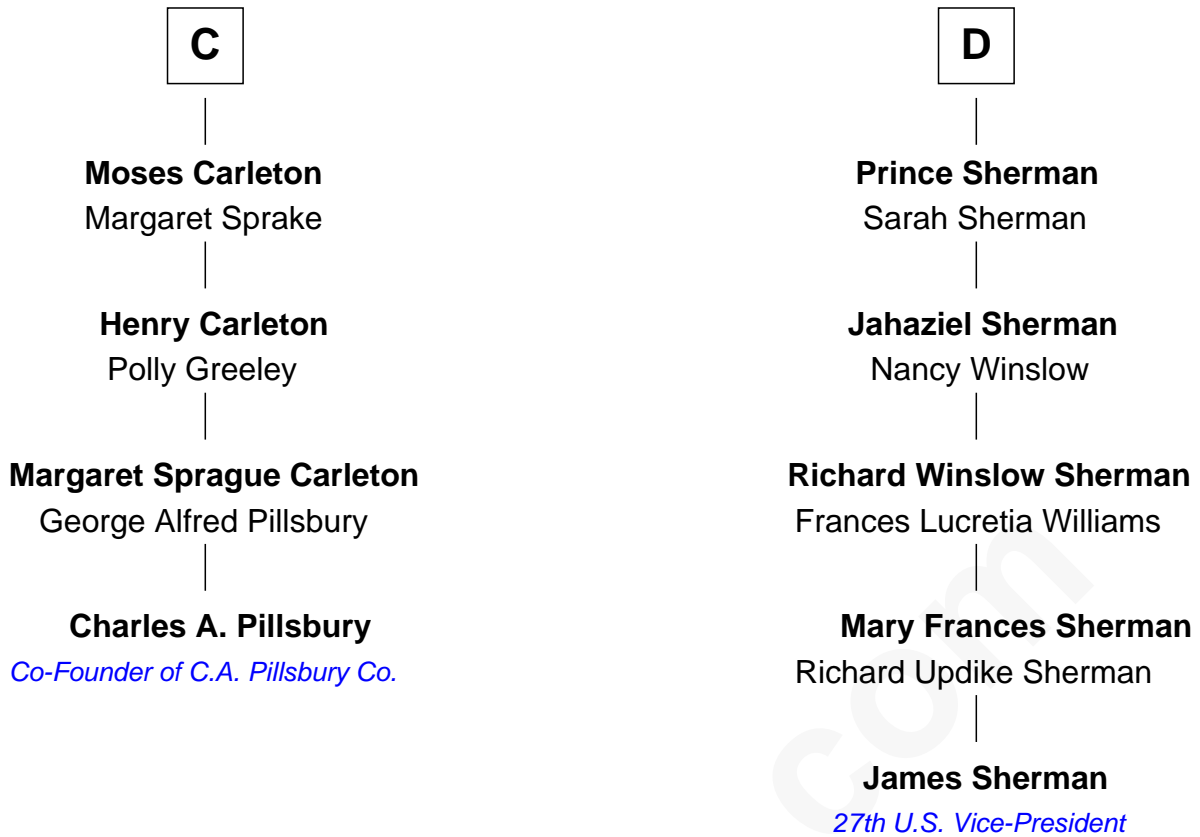 C
Moses Carleton
Margaret Sprake
Henry Carleton
Polly Greeley
Margaret Sprague Carleton
George Alfred Pillsbury
Charles A. Pillsbury
Co-Founder of C.A. Pillsbury Co.
D
Prince Sherman
Sarah Sherman
Jahaziel Sherman
Nancy Winslow
Richard Winslow Sherman
Frances Lucretia Williams
Mary Frances Sherman
Richard Updike Sherman
James Sherman
27th U.S. Vice-President
com